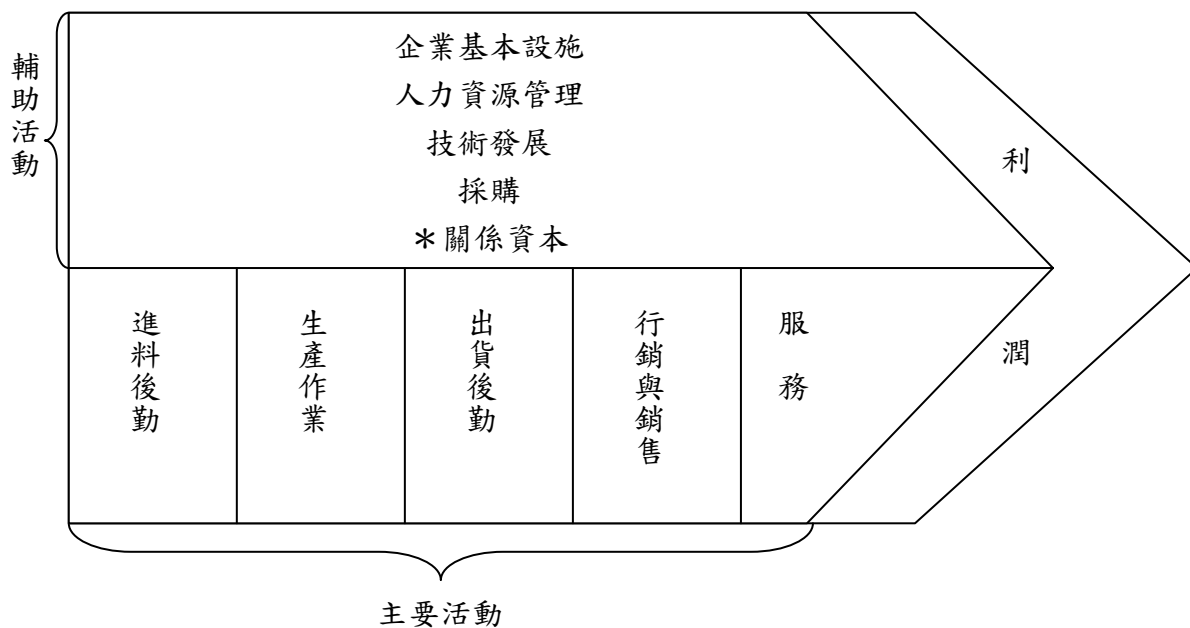 輔助活動
企業基本設施
人力資源管理
技術發展
採購
＊關係資本
利潤
進料後勤
生產作業
出貨後勤
行銷與銷售
服務
主要活動